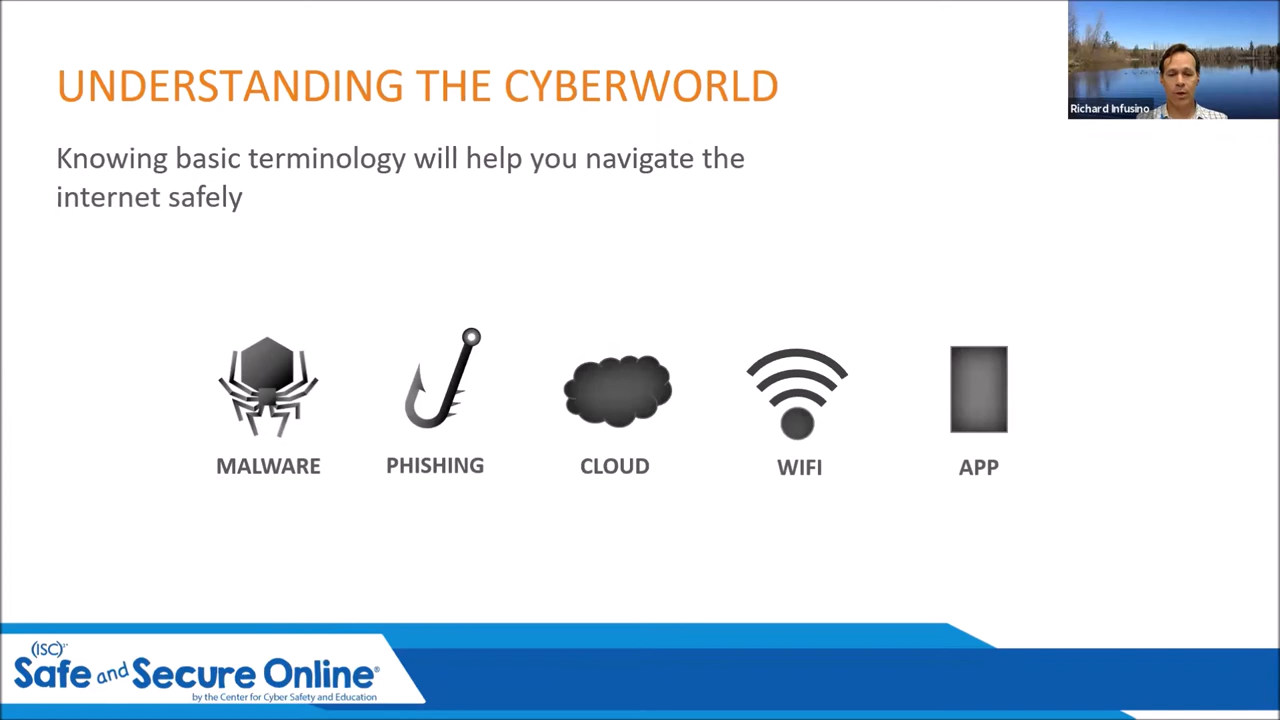 UNDERSTANDING THE CYBERWORLD
Richard Infusino
Knowing basic terminology will help you navigate the
internet safely
MALWARE
PHISHING
CLOUD
WIFI
APP
(ISC)²
Safe and Secure Online®
by the Center for Cyber Safety and Education